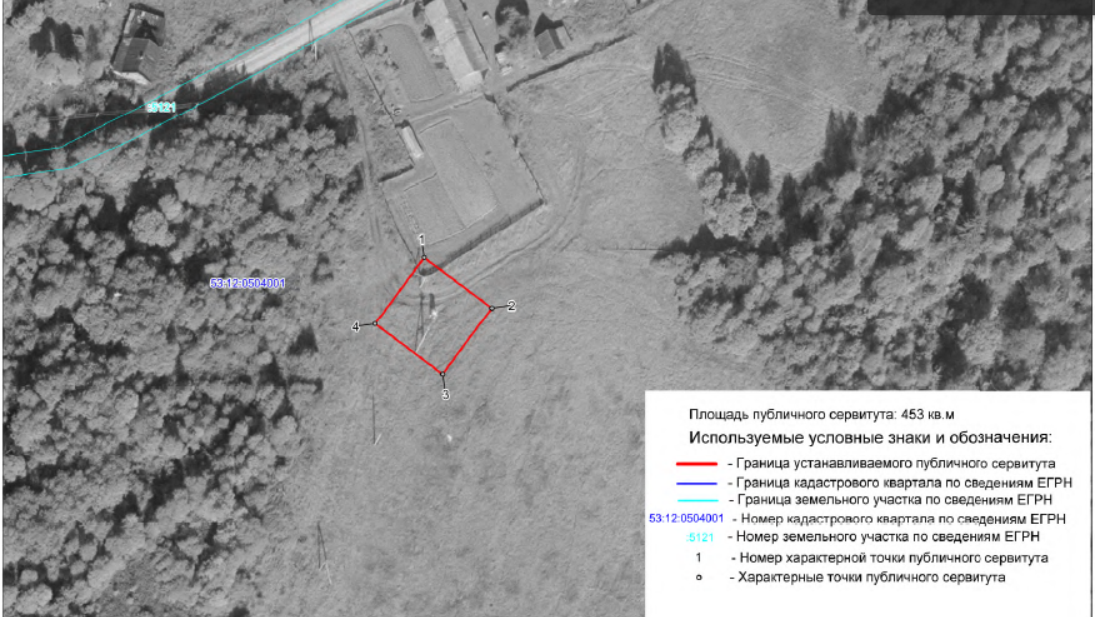 :5121
1
53:12:0504001
2
4
3
Площадь публичного сервитута: 453 кв.м
Используемые условные знаки и обозначения:
- Граница устанавливаемого публичного сервитута
- Граница кадастрового квартала по сведениям ЕГРН
- Граница земельного участка по сведениям ЕГРН
53:12:0504001 - Номер кадастрового квартала по сведениям ЕГРН
:5121 - Номер земельного участка по сведениям ЕГРН
1 - Номер характерной точки публичного сервитута
- Характерные точки публичного сервитута